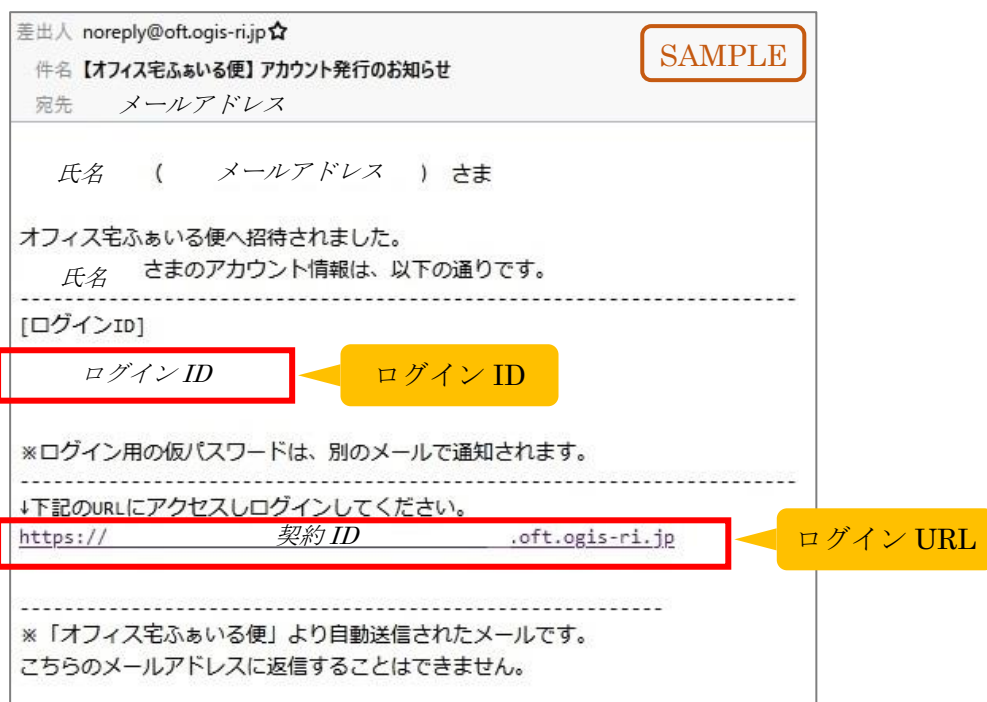 差出人 noreply@oft.ogis-ri.jp☆
SAMPLE
件名 【オフィス宅ふぁいる便】アカウント発行のお知らせ
宛先 メールアドレス
氏名 ( メールアドレス ) さま
オフィス宅ふぁいる便へ招待されました。
氏名 さまのアカウント情報は、以下の通りです。
----------------------------------------------------------------------
[ログインID]
ログイン ID
ログイン ID
※ログイン用の仮パスワードは、別のメールで通知されます。
----------------------------------------------------------------------
↓下記のURLにアクセスしログインしてください。
https:// 契約 ID .oft.ogis-ri.jp
ログイン URL
----------------------------------------------------------
※「オフィス宅ふぁいる便」より自動送信されたメールです。
こちらのメールアドレスに返信することはできません。